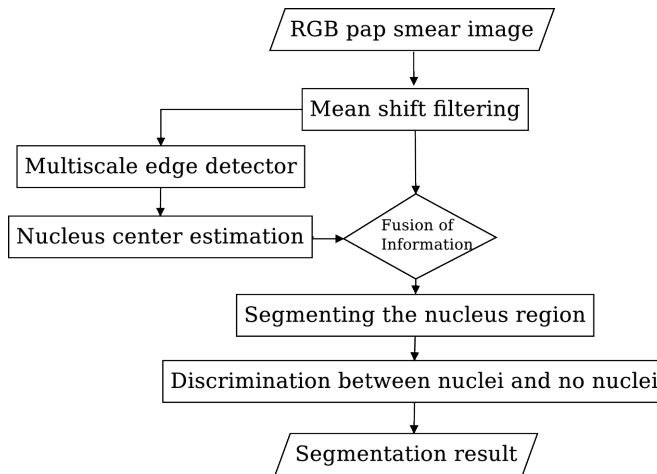 RGB pap smear image
Mean shift filtering
Multiscale edge detector
Nucleus center estimation
Fusion of
Information
Segmenting the nucleus region
Discrimination between nuclei and no nuclei
Segmentation result